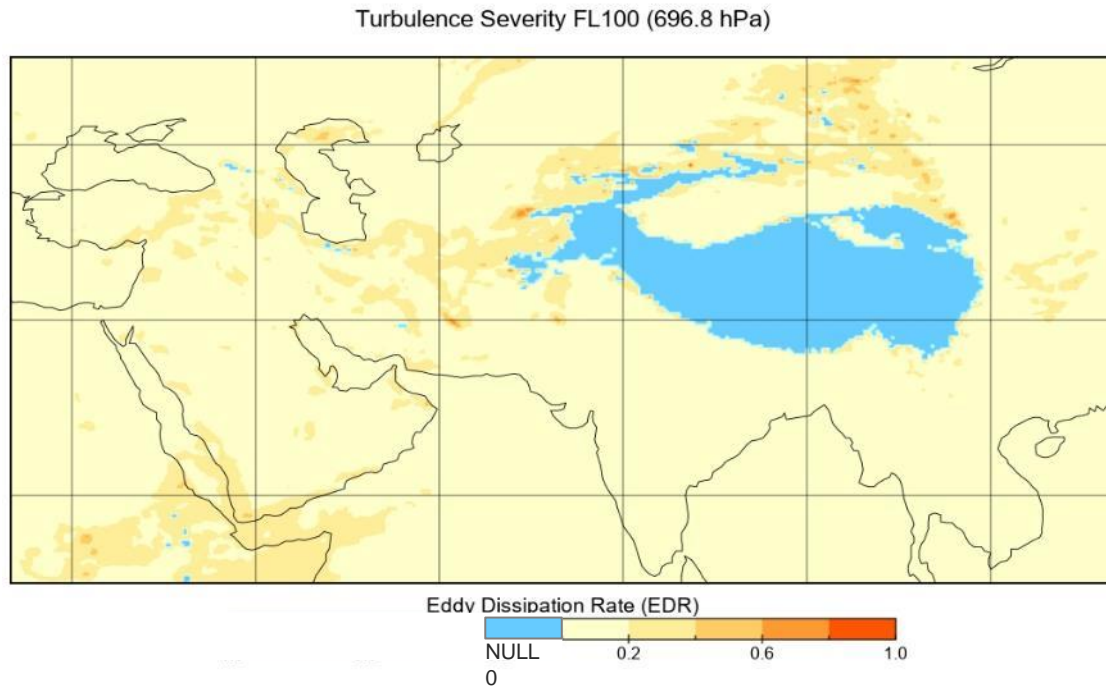 Turbulence Severity FL100 (696.8 hPa)
Eddy Dissipation Rate (EDR)
NULL 0.2 0.6 1.0
0